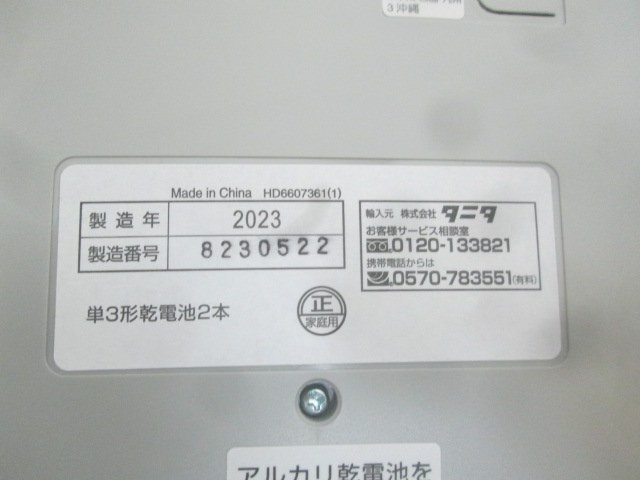 3 沖縄
Made in China HD6607361(1)
製造年 2023
製造番号 8230522
単3形乾電池2本
正
家庭用
輸入元 株式会社 タニタ
お客様サービス相談室
0120-133821
携帯電話からは
0570-783551(有料)
アルカリ乾電池を